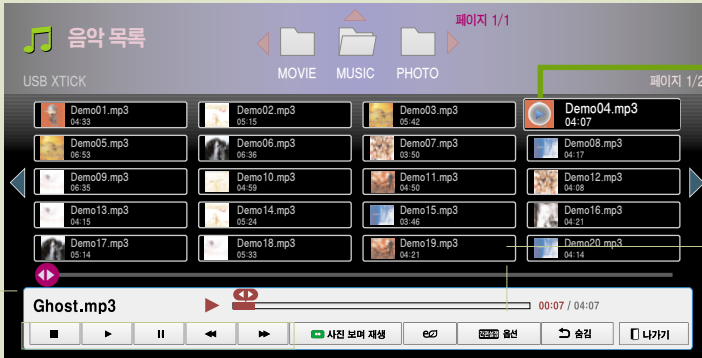 페이지 1/1
음악 목록
MOVIE MUSIC PHOTO
USB XTICK
페이지 1/2
Demo01.mp3 Demo02.mp3 Demo03.mp3 Demo04.mp3
04:33 05:15 05:42 04:07
Demo05.mp3 Demo06.mp3 Demo07.mp3 Demo08.mp3
06:53 06:36 03:50 04:17
Demo09.mp3 Demo10.mp3 Demo11.mp3 Demo12.mp3
06:35 04:59 04:50 04:08
Demo13.mp3 Demo14.mp3 Demo15.mp3 Demo16.mp3
04:15 05:24 03:46 04:21
Demo17.mp3 Demo18.mp3 Demo19.mp3 Demo20.mp3
05:14 05:33 04:21 04:14
Ghost.mp3 00:07 / 04:07
사진 보며 재생 간편설정 옵션 숨김 나가기